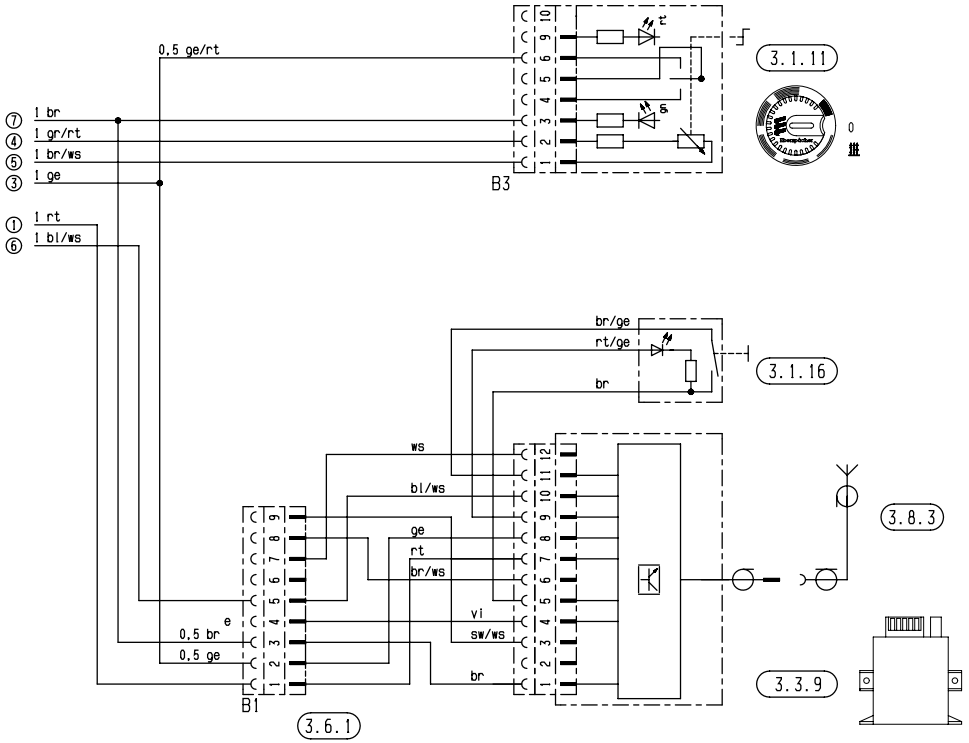 10
9
6
5
4
3
2
1
rt
gr
B3
3.1.11
0
0,5 ge/rt
7 1 br
4 1 gr/rt
5 1 br/ws
3 1 ge
1 1 rt
6 1 bl/ws
br/ge
rt/ge
br
3.1.16
ws
bl/ws
ge
rt
br/ws
vi
sw/ws
br
12
11
10
9
8
7
6
5
4
3
2
1
3.8.3
3.3.9
9
8
7
6
5
4
3
2
1
e
0,5 br
0,5 ge
B1
3.6.1